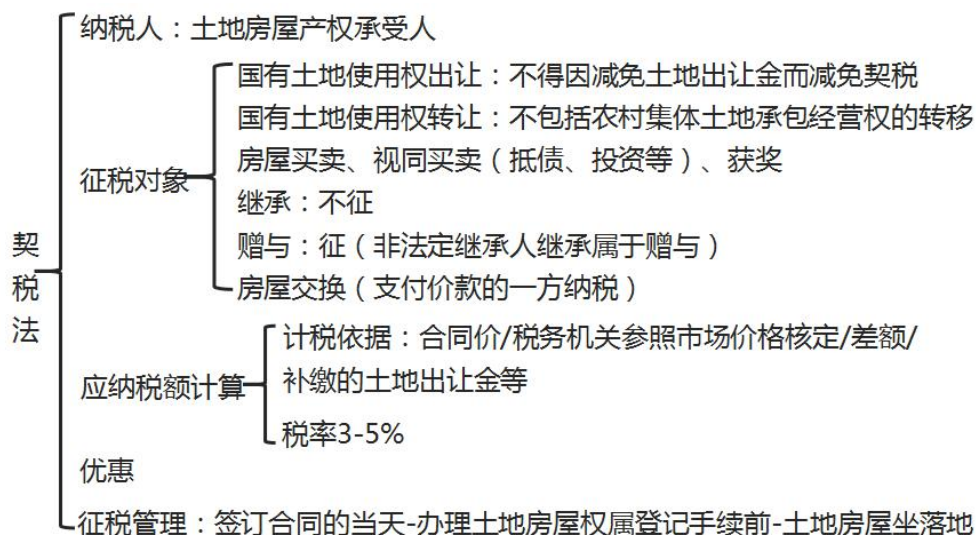 契税法
纳税人：土地房屋产权承受人
征税对象
国有土地使用权出让：不得因减免土地出让金而减免契税
国有土地使用权转让：不包括农村集体土地承包经营权的转移
房屋买卖、视同买卖（抵债、投资等）、获奖
继承：不征
赠与：征（非法定继承人继承属于赠与）
房屋交换（支付价款的一方纳税）
应纳税额计算
计税依据：合同价/税务机关参照市场价格核定/差额/
补缴的土地出让金等
税率3-5%
优惠
征税管理：签订合同的当天-办理土地房屋权属登记手续前-土地房屋坐落地